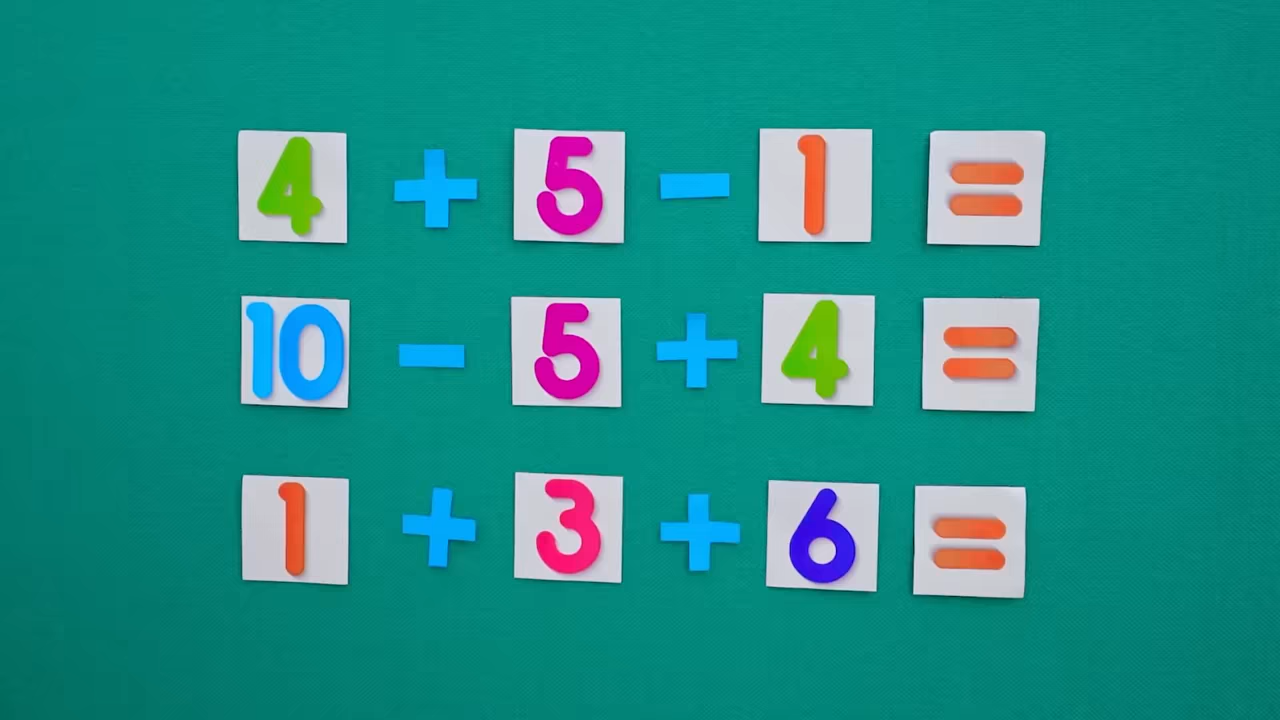 4 + 5 - 1 =
10 - 5 + 4 =
1 + 3 + 6 =